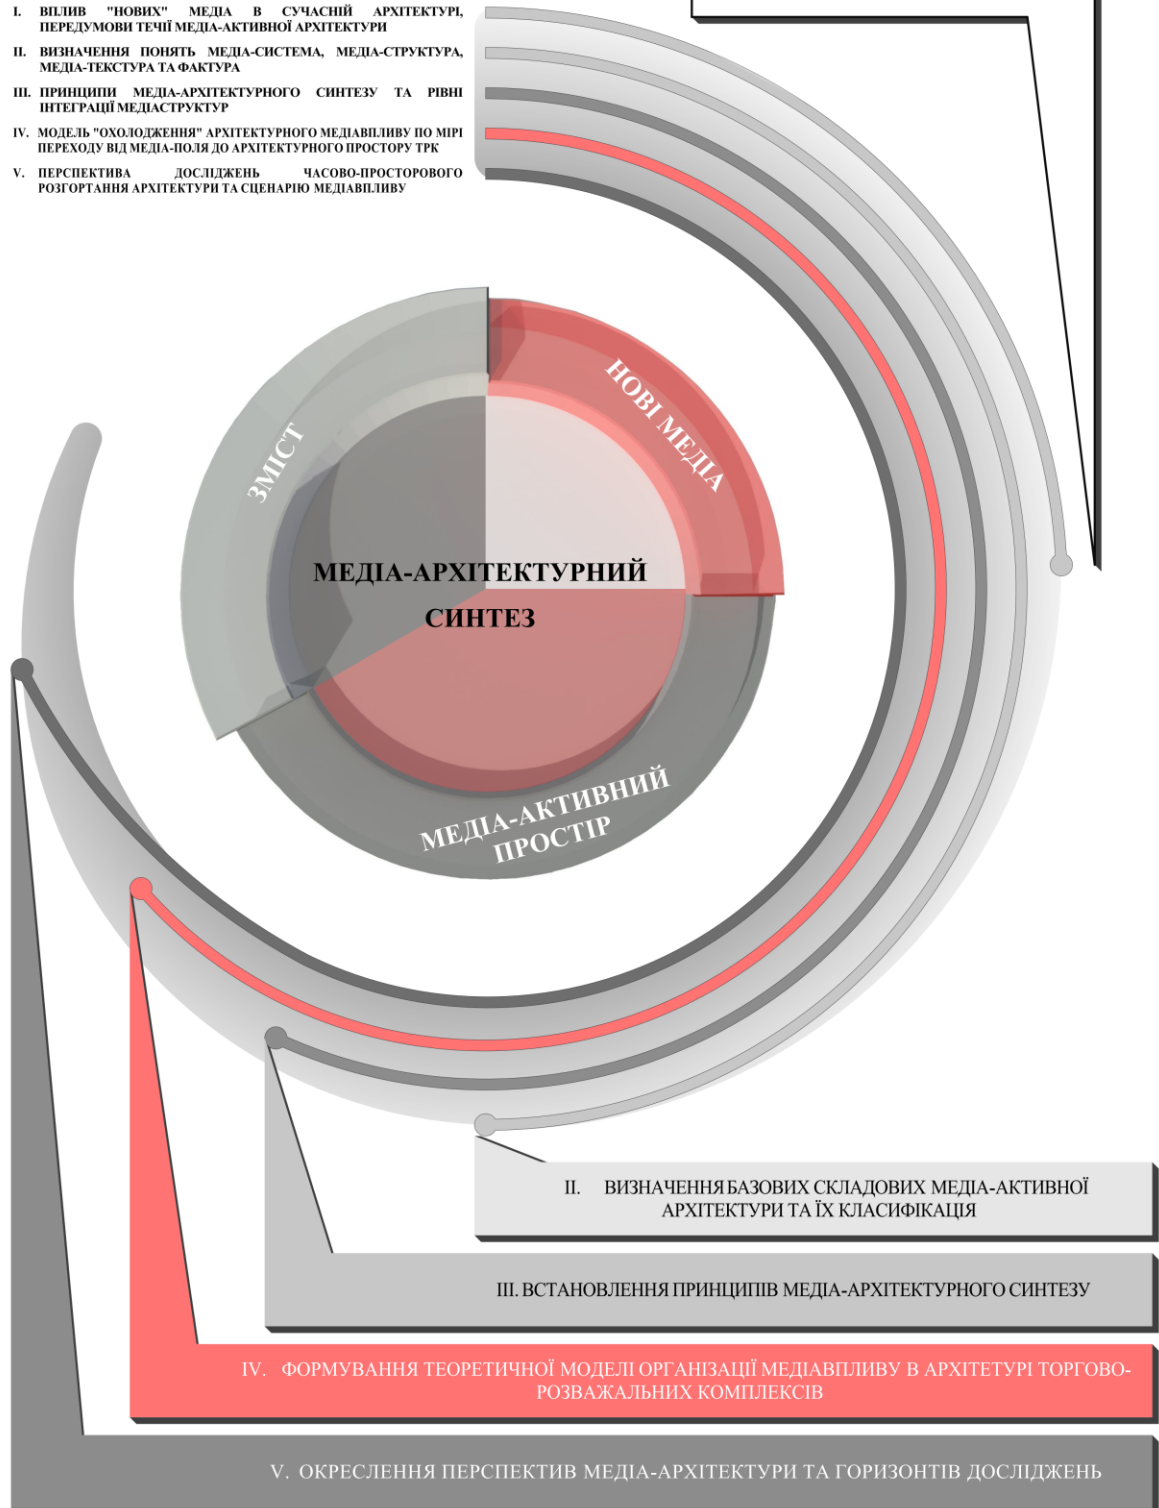 I. ВПЛИВ "НОВИХ" МЕДІА В СУЧАСНІЙ АРХІТЕКТУРІ,
ПЕРЕДУМОВИ ТЕЧІЇ МЕДІА-АКТИВНОЇ АРХІТЕКТУРИ
II. ВИЗНАЧЕННЯ ПОНЯТЬ МЕДІА-СИСТЕМА, МЕДІА-СТРУКТУРА,
МЕДІА-ТЕКСТУРА ТА ФАКТУРА
III. ПРИНЦИПИ МЕДІА-АРХІТЕКТУРНОГО СИНТЕЗУ ТА РІВНІ
ІНТЕГРАЦІЇ МЕДІАСТРУКТУР
IV. МОДЕЛЬ "ОХОЛОДЖЕННЯ" АРХІТЕКТУРНОГО МЕДІАВПЛИВУ ПО МІРІ
ПЕРЕХОДУ ВІД МЕДІА-ПОЛЯ ДО АРХІТЕКТУРНОГО ПРОСТОРУ ТРК
V. ПЕРСПЕКТИВА ДОСЛІДЖЕНЬ ЧАСОВО-ПРОСТОРОВОГО
РОЗГОРТАННЯ АРХІТЕКТУРИ ТА СЦЕНАРІЮ МЕДІАВПЛИВУ
НОВІ МЕДІА
ЗМІСТ
МЕДІА-АРХІТЕКТУРНИЙ
СИНТЕЗ
МЕДІА-АКТИВНИЙ
ПРОСТІР
II. ВИЗНАЧЕННЯ БАЗОВИХ СКЛАДОВИХ МЕДІА-АКТИВНОЇ
АРХІТЕКТУРИ ТА ЇХ КЛАСИФІКАЦІЯ
III. ВСТАНОВЛЕННЯ ПРИНЦИПІВ МЕДІА-АРХІТЕКТУРНОГО СИНТЕЗУ
IV. ФОРМУВАННЯ ТЕОРЕТИЧНОЇ МОДЕЛІ ОРГАНІЗАЦІЇ МЕДІАВПЛИВУ В АРХІТЕТУРІ ТОРГОВО-
РОЗВАЖАЛЬНИХ КОМПЛЕКСІВ
V. ОКРЕСЛЕННЯ ПЕРСПЕКТИВ МЕДІА-АРХІТЕКТУРИ ТА ГОРИЗОНТІВ ДОСЛІДЖЕНЬ